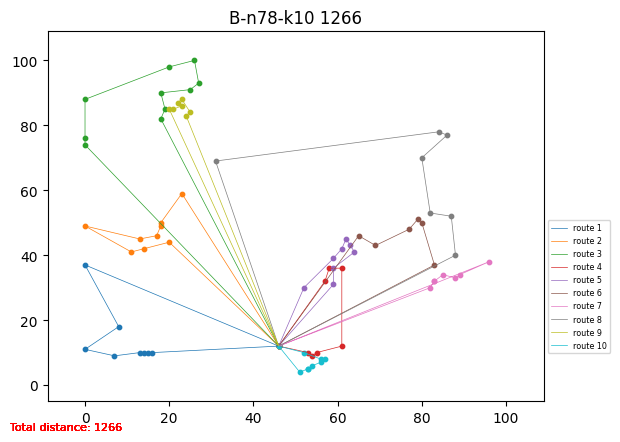 B-n78-k10 1266
100
80
60
40
20
0
0 20 40 60 80 100
route 1
route 2
route 3
route 4
route 5
route 6
route 7
route 8
route 9
route 10
Total distance: 1266